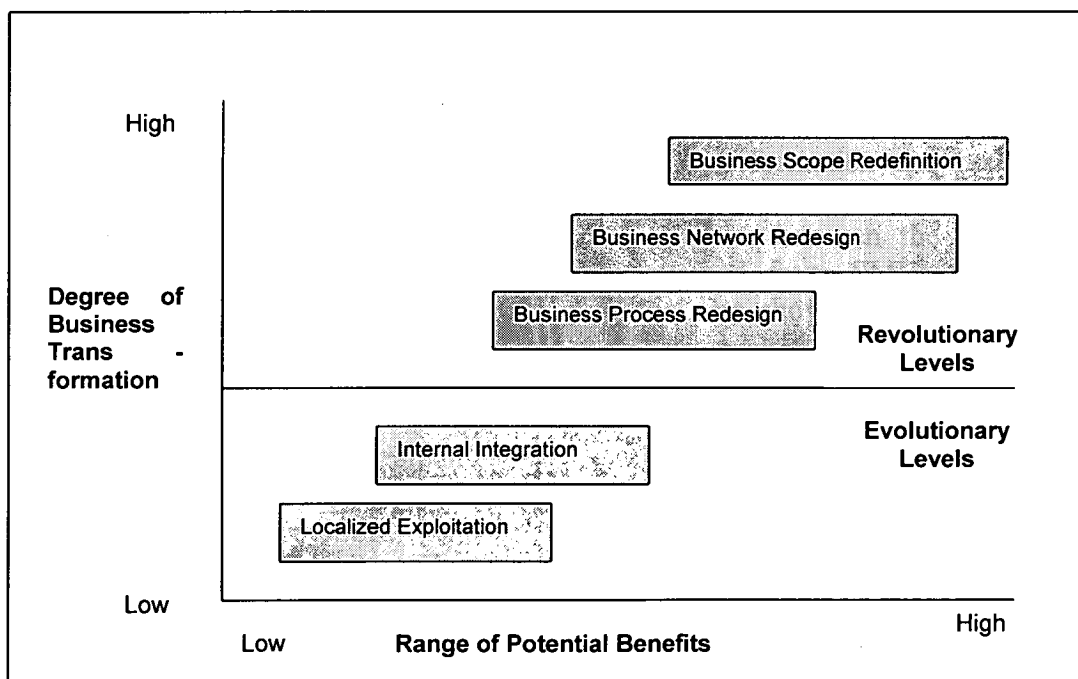 High
Business Scope Redefinition
Business Network Redesign
Degree of
Business
Trans -
formation
Business Process Redesign
Revolutionary
Levels
Internal Integration
Evolutionary
Levels
Localized Exploitation
Low
Low
Range of Potential Benefits
High